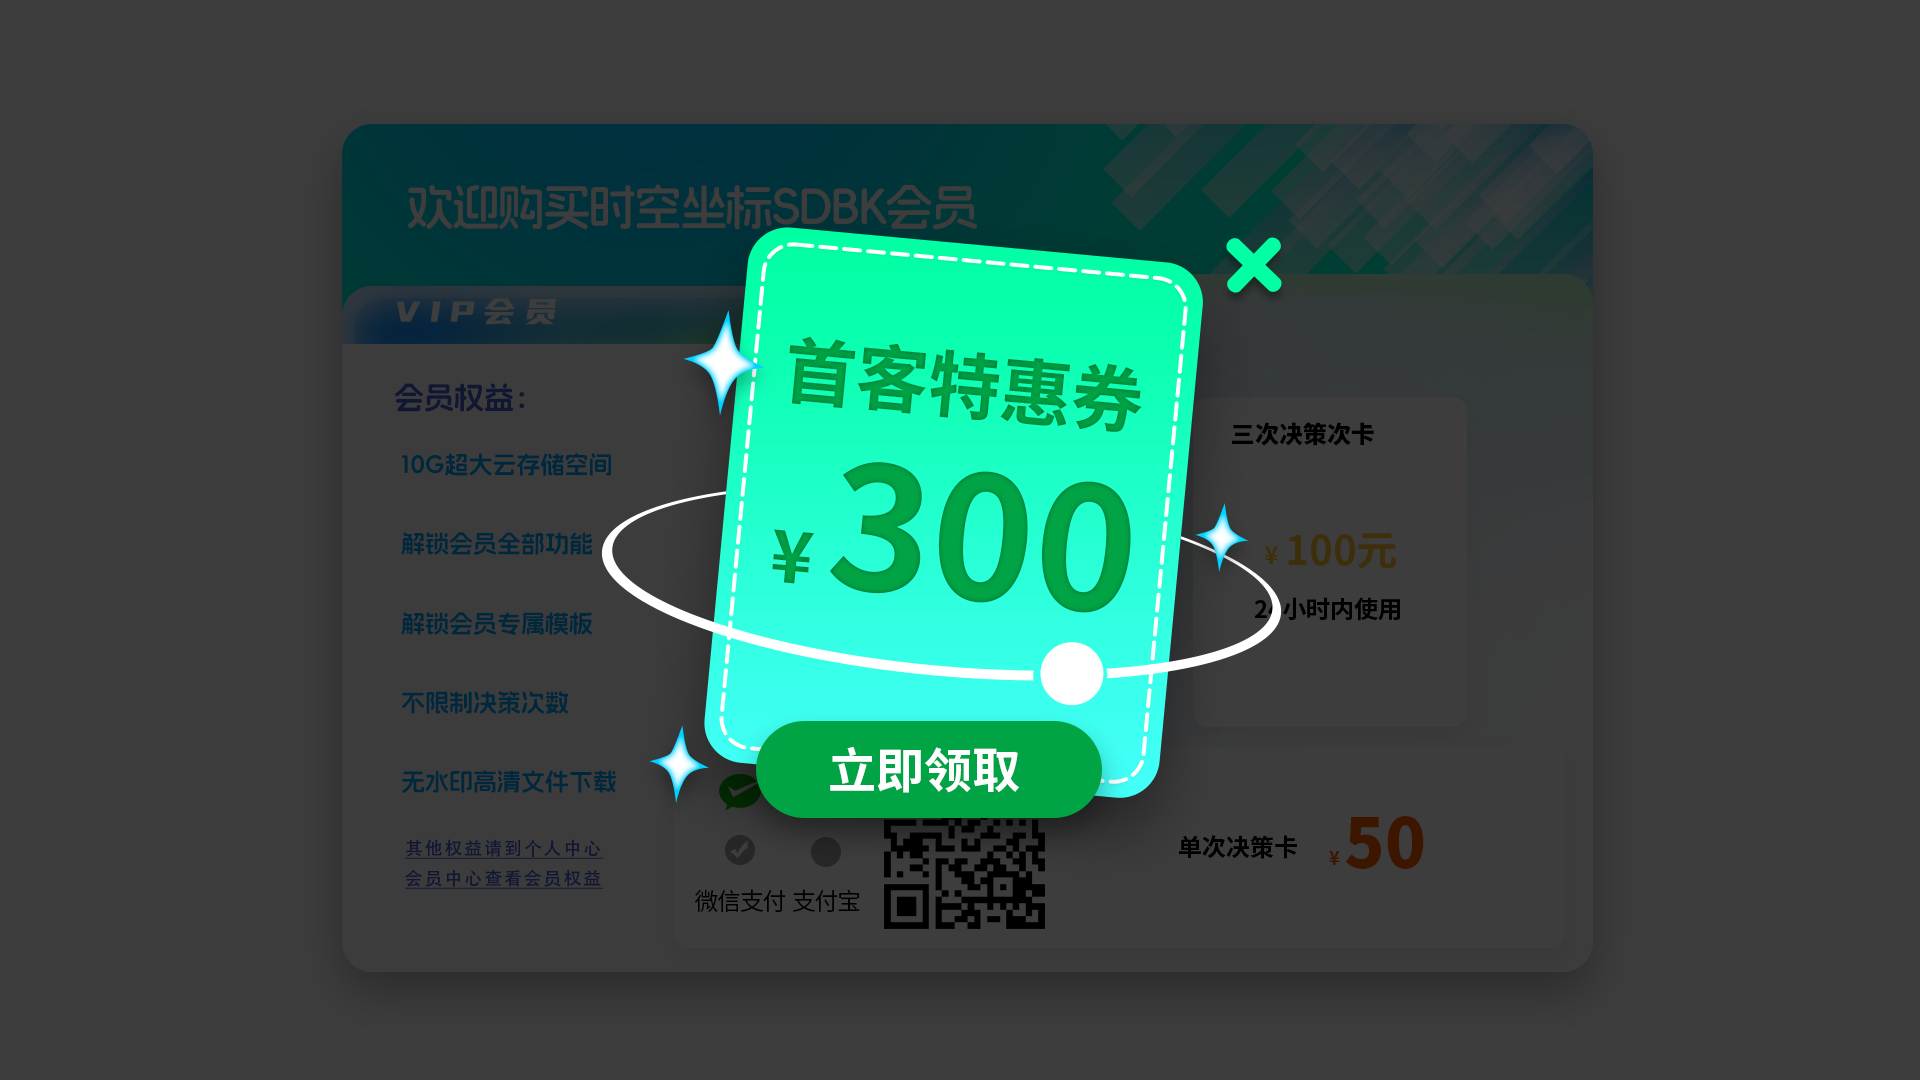 欢迎购买时空坐标SDBK会员
VIP会员
首客特惠券
¥300
立即领取
会员权益：
10G超大云存储空间
解锁会员全部功能
解锁会员专属模板
不限制决策次数
无水印高清文件下载
其他权益请到个人中心
会员中心查看会员权益
三次决策次卡
¥100元
24小时内使用
微信支付 支付宝
单次决策卡 ¥50